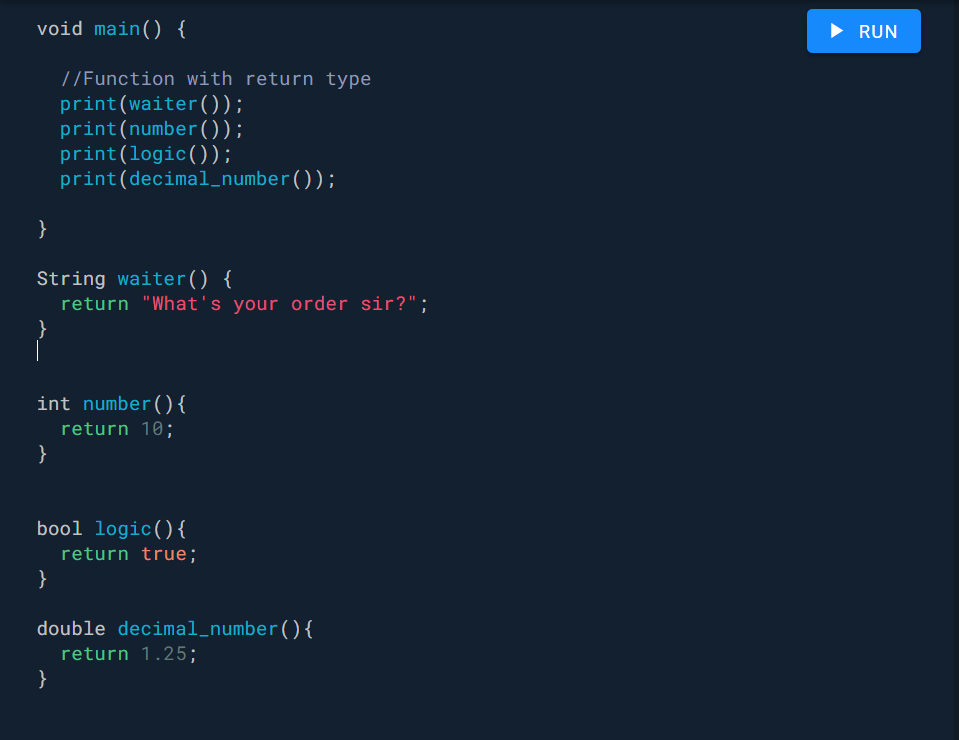 void main() {
RUN
//Function with return type
print(waiter());
print(number());
print(logic());
print(decimal_number());
}
String waiter() {
return "What's your order sir?";
}
int number(){
return 10;
}
bool logic(){
return true;
}
double decimal_number(){
return 1.25;
}